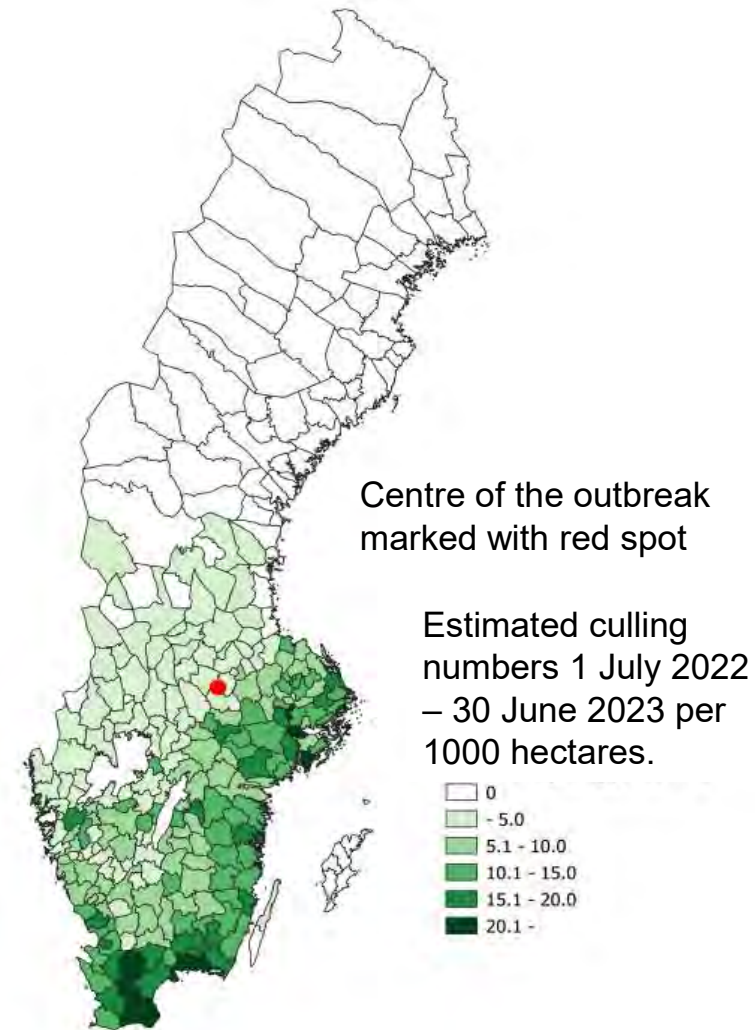 Centre of the outbreak
marked with red spot
Estimated culling
numbers 1 July 2022
– 30 June 2023 per
1000 hectares.
0
- 5.0
5.1 - 10.0
10.1 - 15.0
15.1 - 20.0
20.1 -